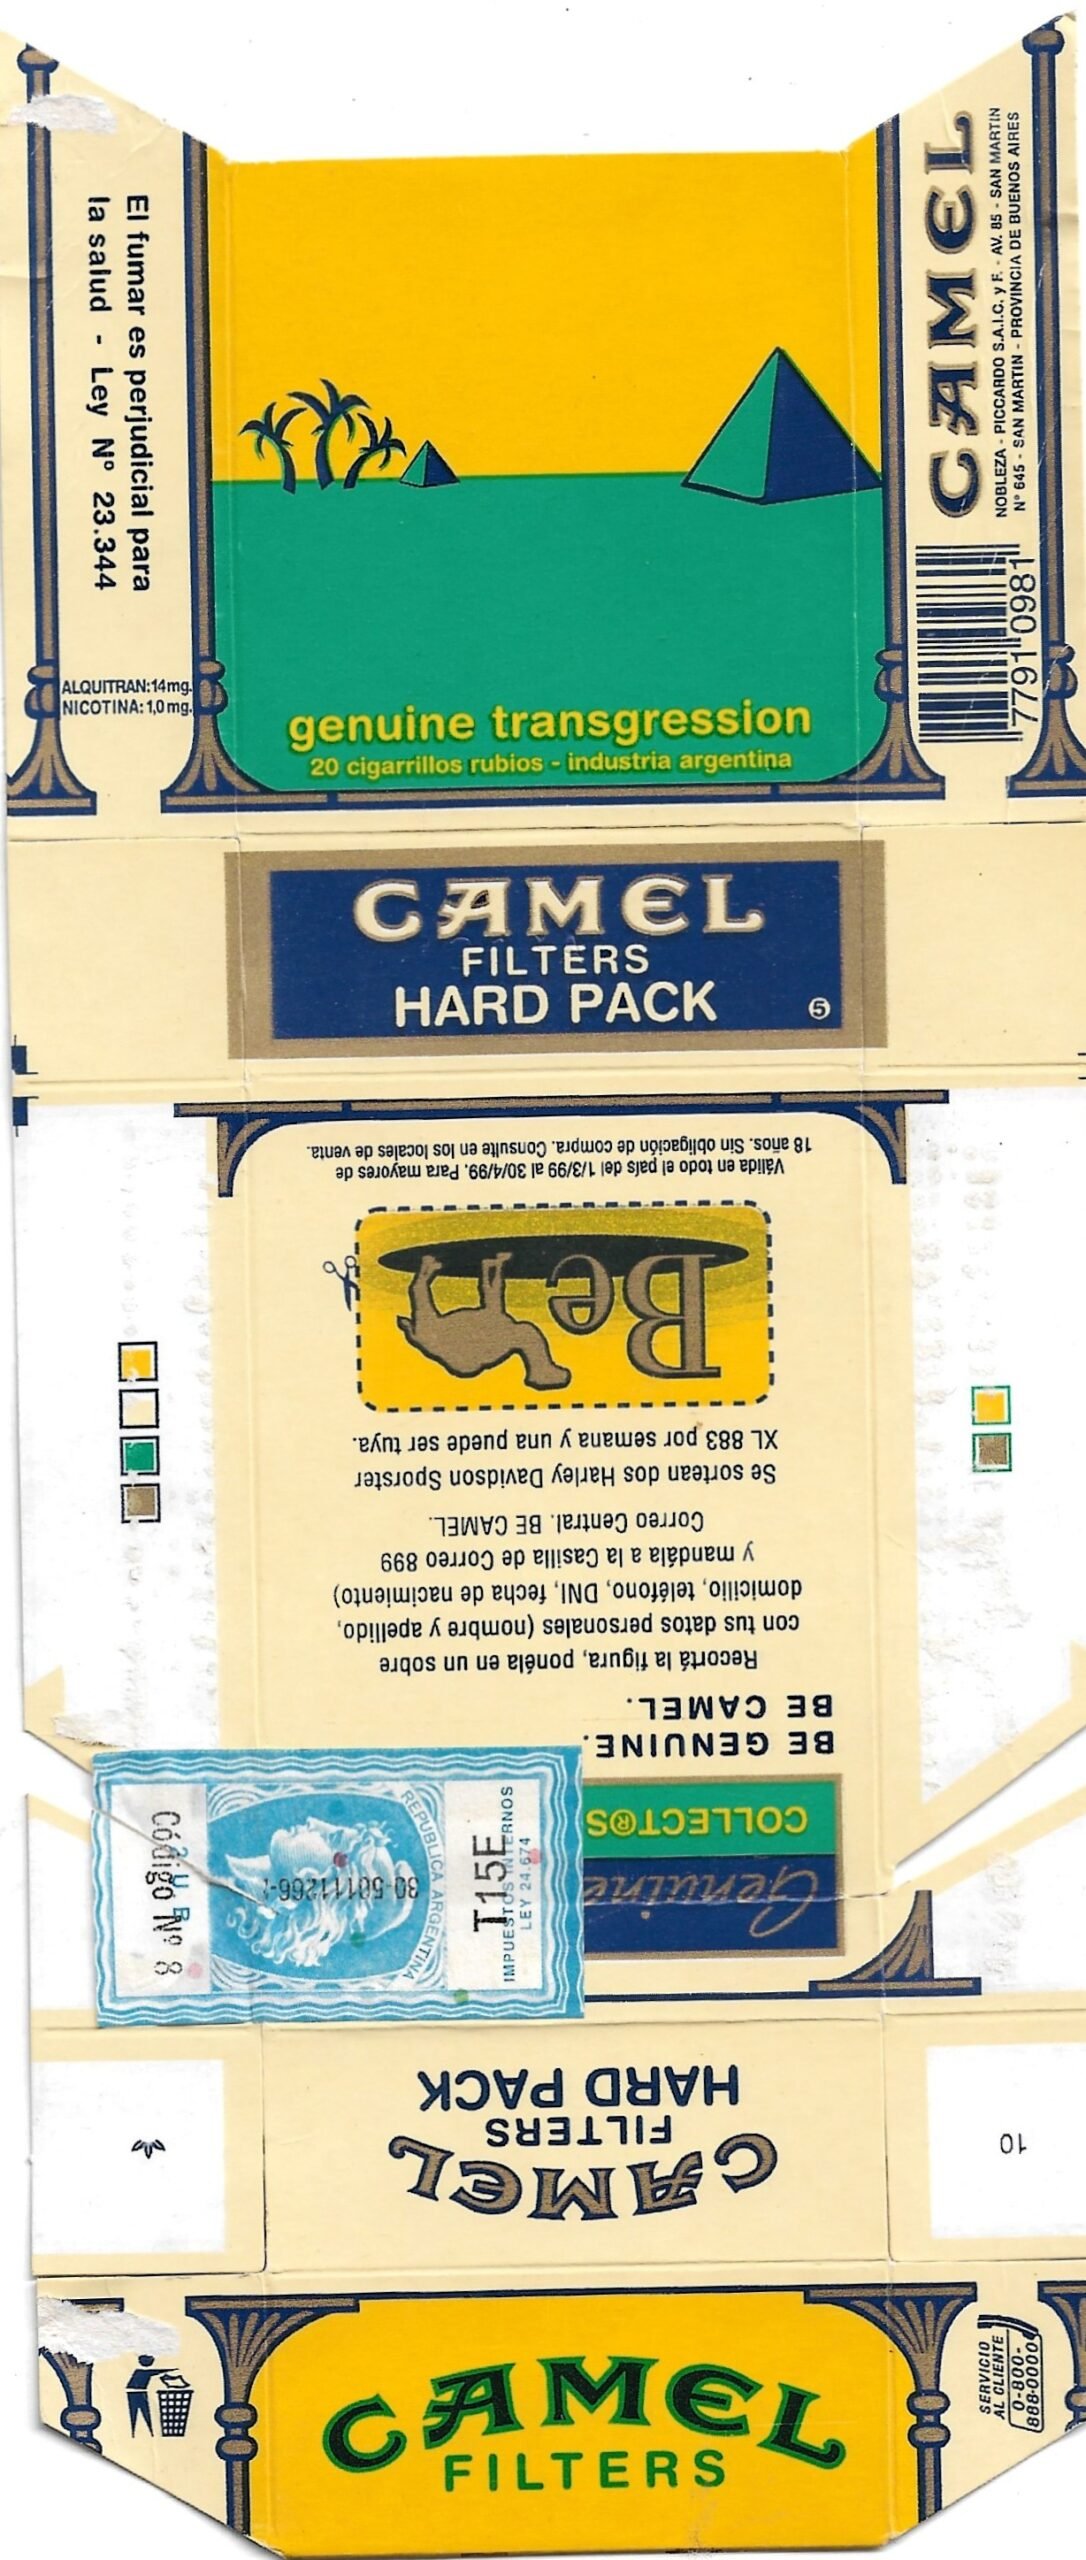 El fumar es perjudicial para
la salud - Ley Nº 23.344
ALQUITRAN:14mg.
NICOTINA:1,0mg.
genuine transgression
20 cigarrillos rubios - industria argentina
CAMEL
NOBLEZA - PICCARDO S.A.I.C. y F. - AV. 85 - SAN MARTIN
Nº 645 - SAN MARTIN - PROVINCIA DE BUENOS AIRES
7791 0981
CAMEL
FILTERS
HARD PACK
5
Genuine
COLLECTORS
BE GENUINE.
BE CAMEL.
Recortá la figura, ponéla en un sobre
con tus datos personales (nombre y apellido,
domicilio, teléfono, DNI, fecha de nacimiento)
y mandála a la Casilla de Correo 899
Correo Central. BE CAMEL.
Se sortean dos Harley Davidson Sporster
XL 883 por semana y una puede ser tuya.
Be
Válida en todo el país del 1/3/99 al 30/4/99. Para mayores de
18 años. Sin obligación de compra. Consulte en los locales de venta.
Código Nº 8
REPUBLICA ARGENTINA
T15E
IMPUESTOS INTERNOS
LEY 24.674
CAMEL
FILTERS
HARD PACK
10
CAMEL
FILTERS
SERVICIO
AL CLIENTE
0-800-
888-0000